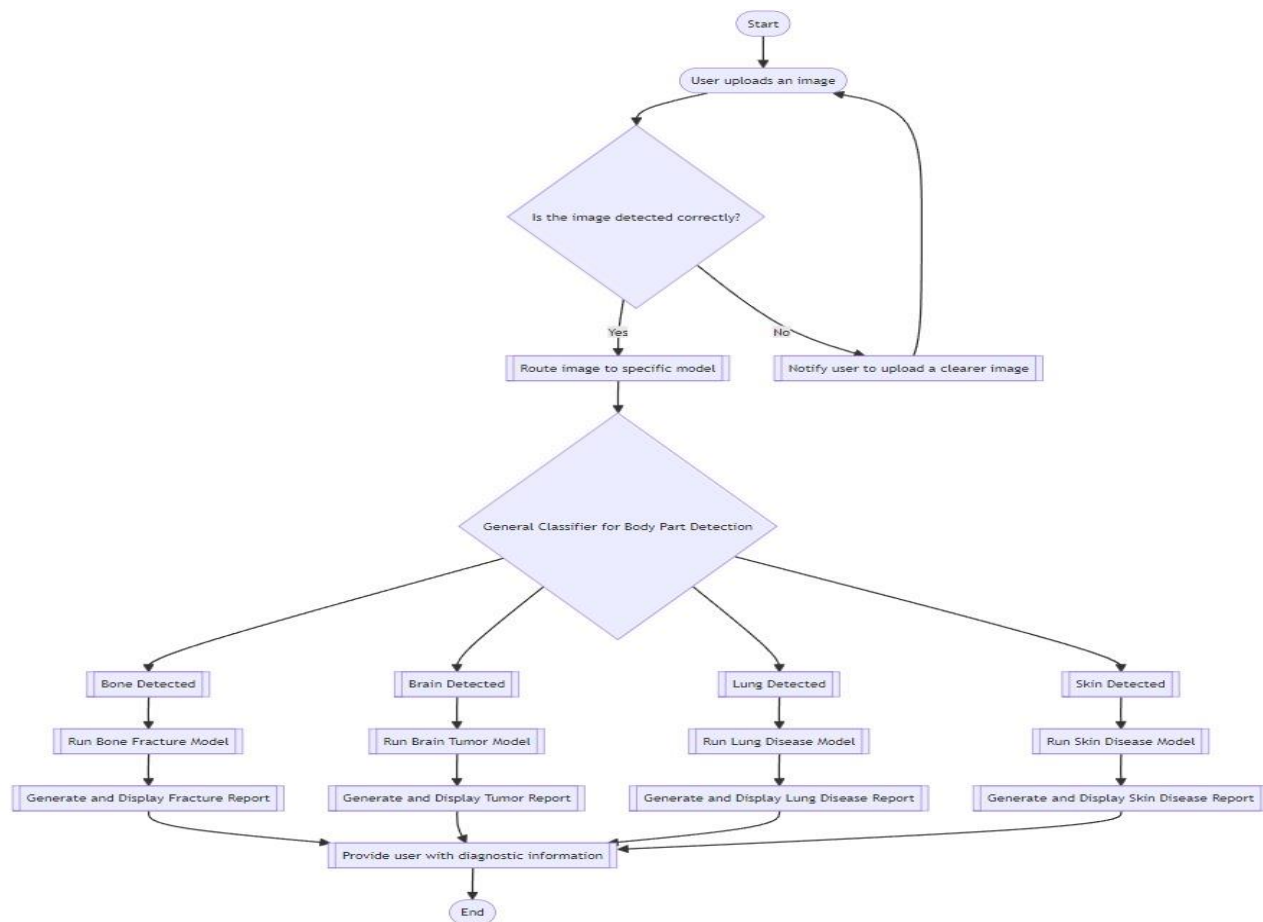 Start
User uploads an image
Is the image detected correctly?
Yes
No
Route image to specific model
Notify user to upload a clearer image
General Classifier for Body Part Detection
Bone Detected
Brain Detected
Lung Detected
Skin Detected
Run Bone Fracture Model
Run Brain Tumor Model
Run Lung Disease Model
Run Skin Disease Model
Generate and Display Fracture Report
Generate and Display Tumor Report
Generate and Display Lung Disease Report
Generate and Display Skin Disease Report
Provide user with diagnostic information
End